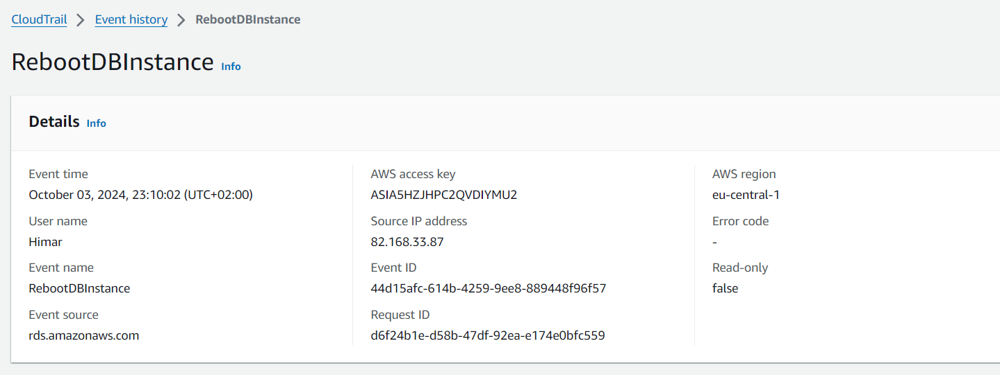 CloudTrail > Event history > RebootDBInstance
RebootDBInstance Info
Details Info
Event time
October 03, 2024, 23:10:02 (UTC+02:00)
User name
Himar
Event name
RebootDBInstance
Event source
rds.amazonaws.com
AWS access key
ASIA5HZJHPC2QVDIYMU2
Source IP address
82.168.33.87
Event ID
44d15afc-614b-4259-9ee8-889448f96f57
Request ID
d6f24b1e-d58b-47df-92ea-e174e0bfc559
AWS region
eu-central-1
Error code
-
Read-only
false